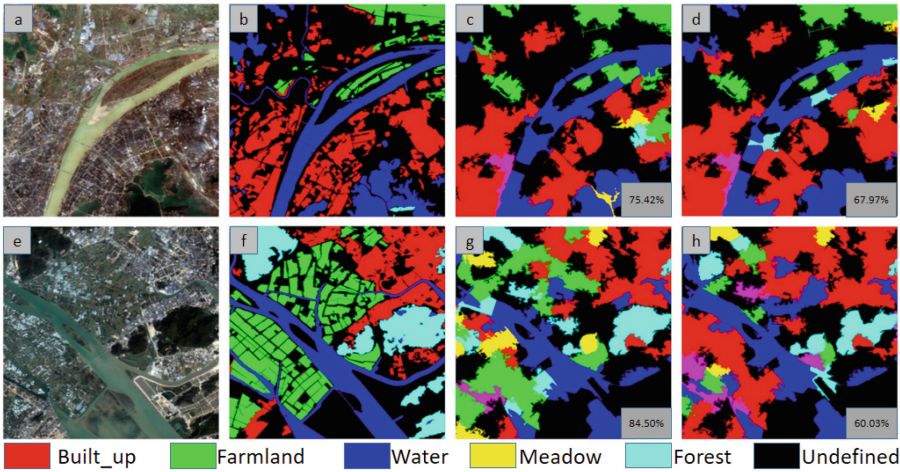 a b c d
75.42% 67.97%
e f g h
84.50% 60.03%
Built_up Farmland Water Meadow Forest Undefined